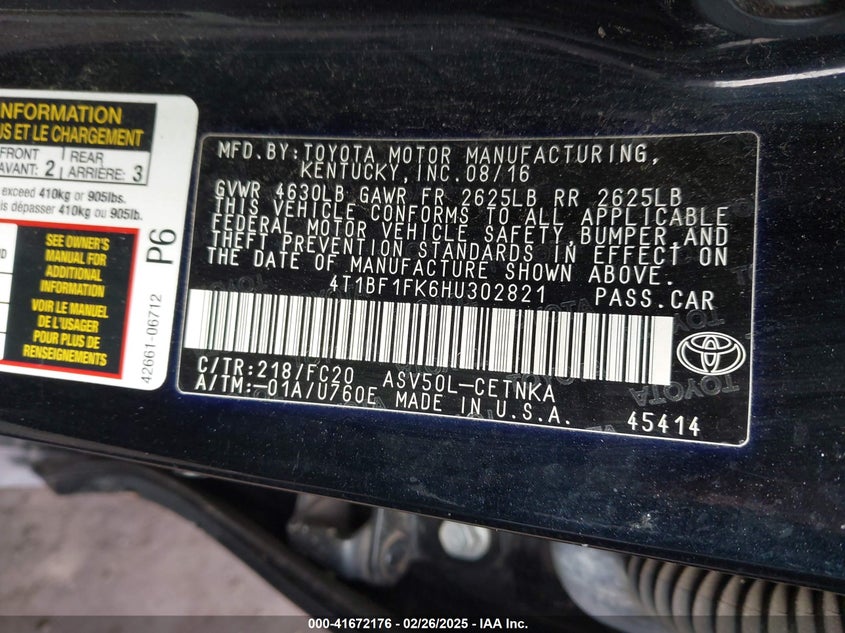 NFORMATION
US ET LE CHARGEMENT
FRONT
AVANT: 2
REAR
ARRIÈRE: 3
exceed 410kg or 905lbs.
dépasser 410kg ou 905lb.
SEE OWNER'S
MANUAL FOR
ADDITIONAL
INFORMATION
VOIR LE MANUEL
DE L'USAGER
POUR PLUS DE
RENSEIGNEMENTS
42661-06712
P6
MFD.BY:TOYOTA MOTOR MANUFACTURING,
KENTUCKY,INC.08/16
GVWR 4630LB GAWR FR 2625LB RR 2625LB
THIS VEHICLE CONFORMS TO ALL APPLICABLE
FEDERAL MOTOR VEHICLE SAFETY,BUMPER,AND
THEFT PREVENTION STANDARDS IN EFFECT ON
THE DATE OF MANUFACTURE SHOWN ABOVE.
4T1BF1FK6HU302821 PASS.CAR
C/TR:218/FC20 ASV50L-CETNKA
A/TM:-01A/U760E MADE IN U.S.A.
45414
TOYOTA
000-41672176 - 02/26/2025 - IAA Inc.